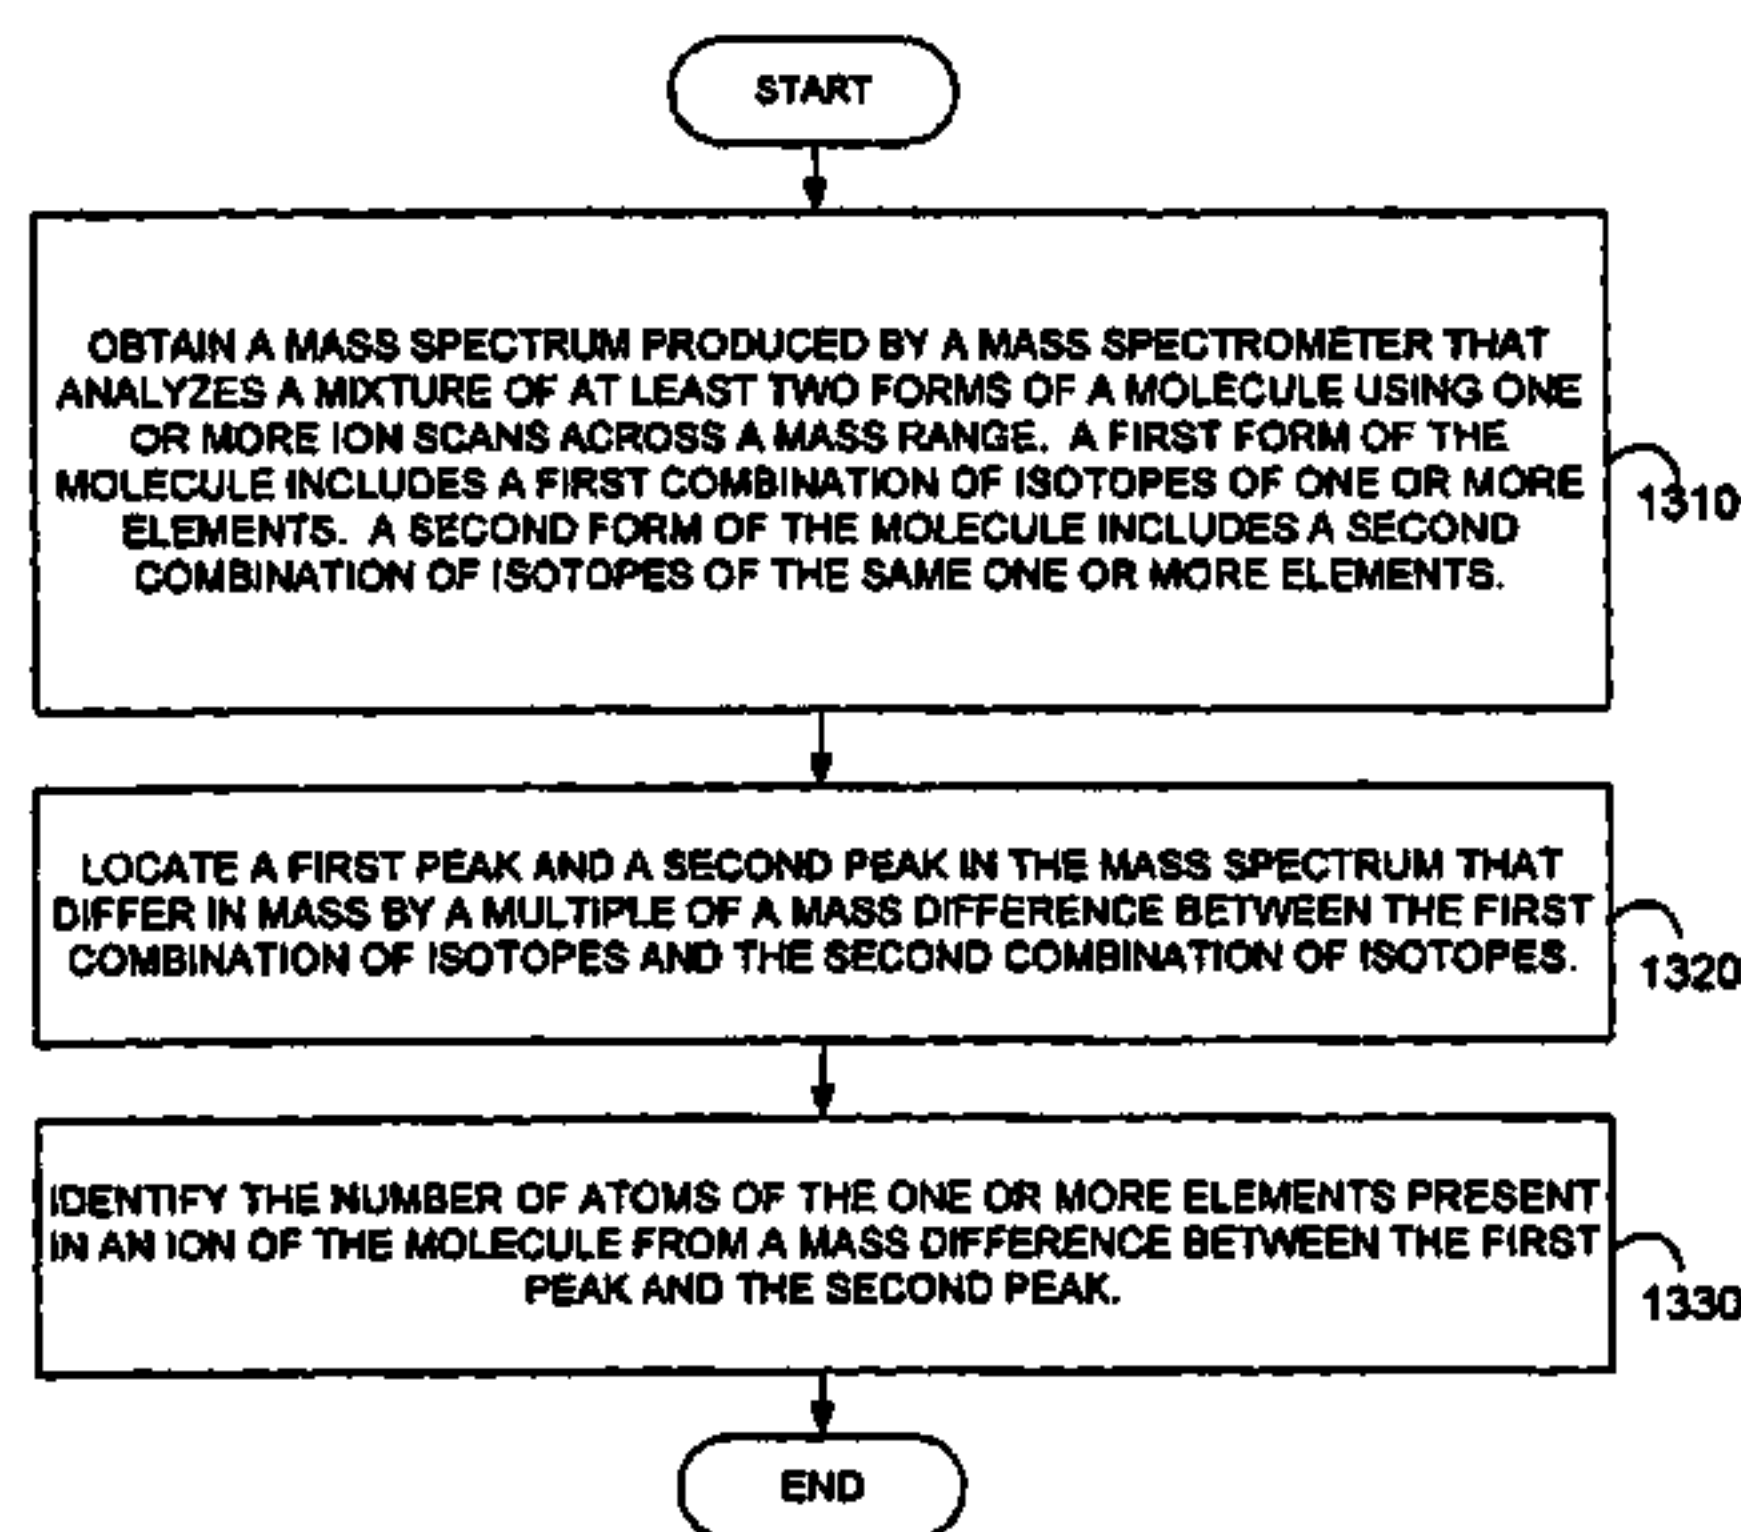 START
OBTAIN A MASS SPECTRUM PRODUCED BY A MASS SPECTROMETER THAT
ANALYZES A MIXTURE OF AT LEAST TWO FORMS OF A MOLECULE USING ONE
OR MORE ION SCANS ACROSS A MASS RANGE. A FIRST FORM OF THE
MOLECULE INCLUDES A FIRST COMBINATION OF ISOTOPES OF ONE OR MORE
ELEMENTS. A SECOND FORM OF THE MOLECULE INCLUDES A SECOND
COMBINATION OF ISOTOPES OF THE SAME ONE OR MORE ELEMENTS.
1310
LOCATE A FIRST PEAK AND A SECOND PEAK IN THE MASS SPECTRUM THAT
DIFFER IN MASS BY A MULTIPLE OF A MASS DIFFERENCE BETWEEN THE FIRST
COMBINATION OF ISOTOPES AND THE SECOND COMBINATION OF ISOTOPES.
1320
IDENTIFY THE NUMBER OF ATOMS OF THE ONE OR MORE ELEMENTS PRESENT
IN AN ION OF THE MOLECULE FROM A MASS DIFFERENCE BETWEEN THE FIRST
PEAK AND THE SECOND PEAK.
1330
END